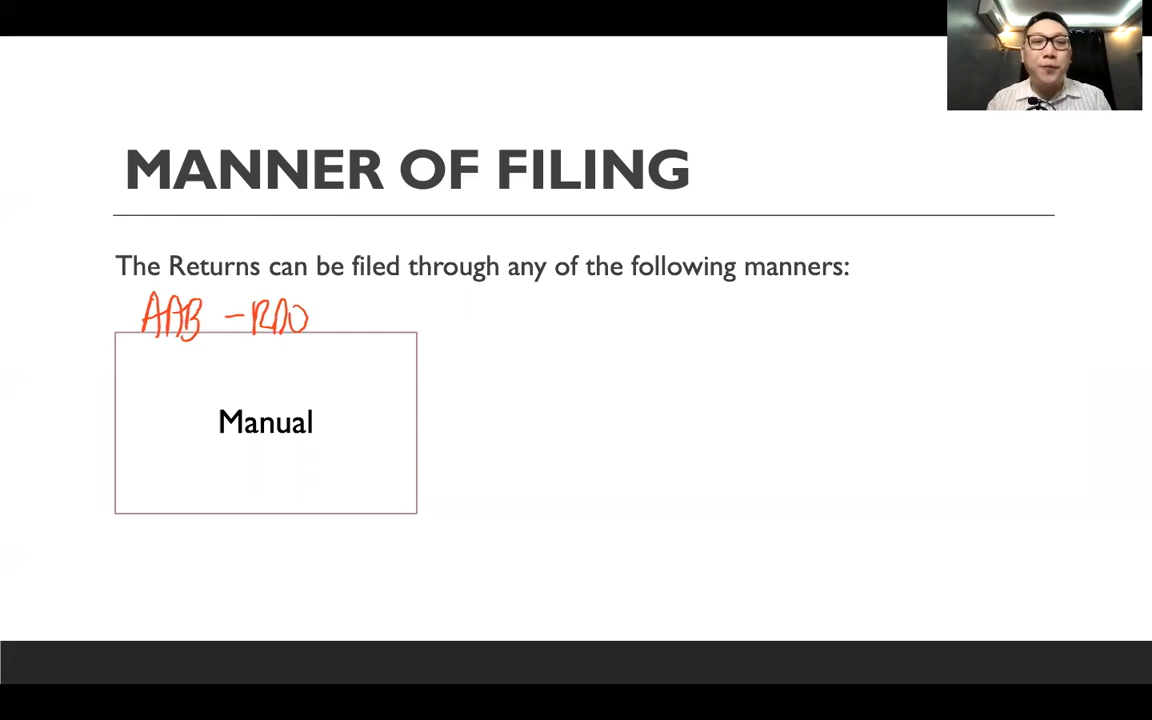 MANNER OF FILING
The Returns can be filed through any of the following manners:
AAB - RDO
Manual